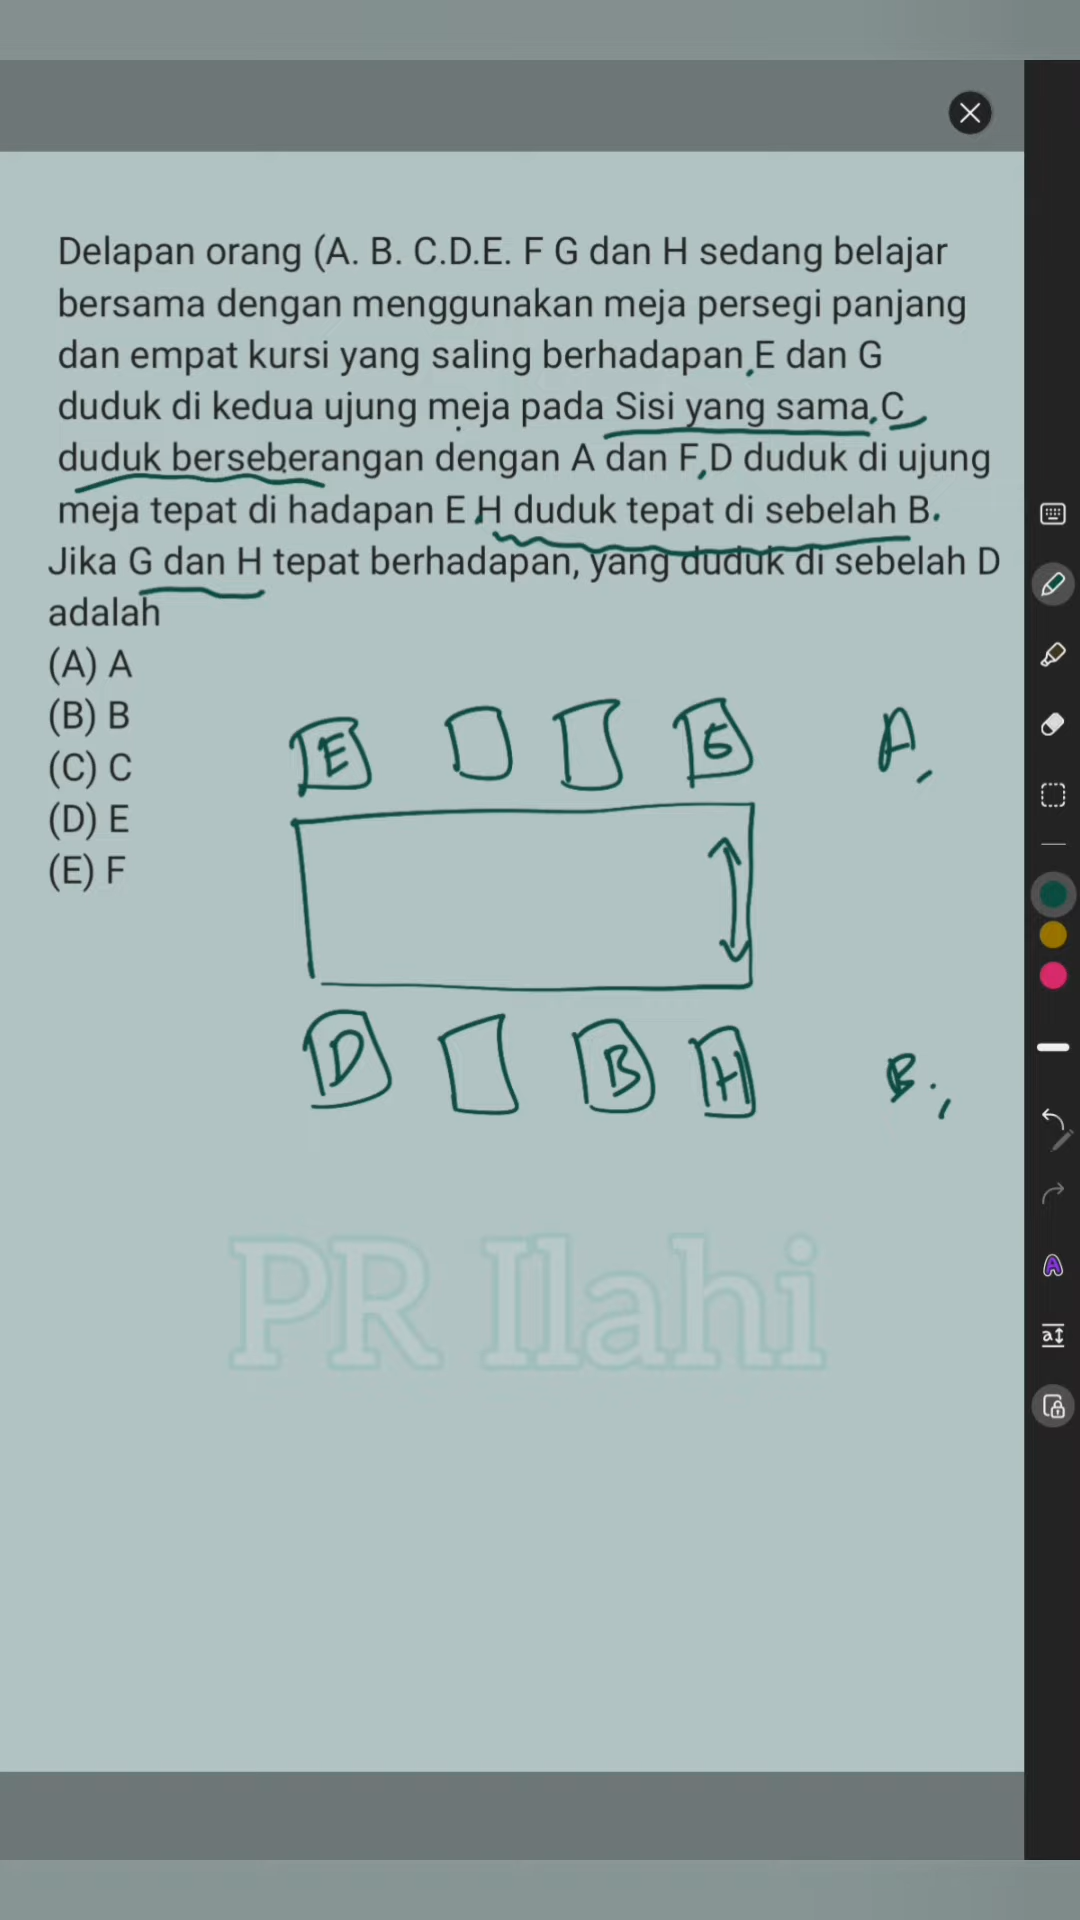 Delapan orang (A. B. C.D.E. F G dan H sedang belajar
bersama dengan menggunakan meja persegi panjang
dan empat kursi yang saling berhadapan,E dan G
duduk di kedua ujung meja pada Sisi yang sama,C
duduk berseberangan dengan A dan F,D duduk di ujung
meja tepat di hadapan E,H duduk tepat di sebelah B.
Jika G dan H tepat berhadapan, yang duduk di sebelah D
adalah
(A) A
(B) B
(C) C
(D) E
(E) F
E G A,
D B H B.,
PR Ilahi